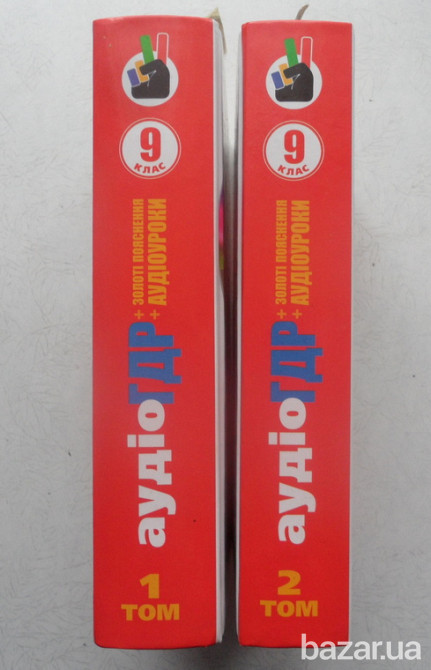 9
КЛАС
аудіоГДР
+ ЗОЛОТІ ПОЯСНЕННЯ
+ АУДІОУРОКИ
1
ТОМ
9
КЛАС
аудіоГДР
+ ЗОЛОТІ ПОЯСНЕННЯ
+ АУДІОУРОКИ
2
ТОМ
bazar.ua